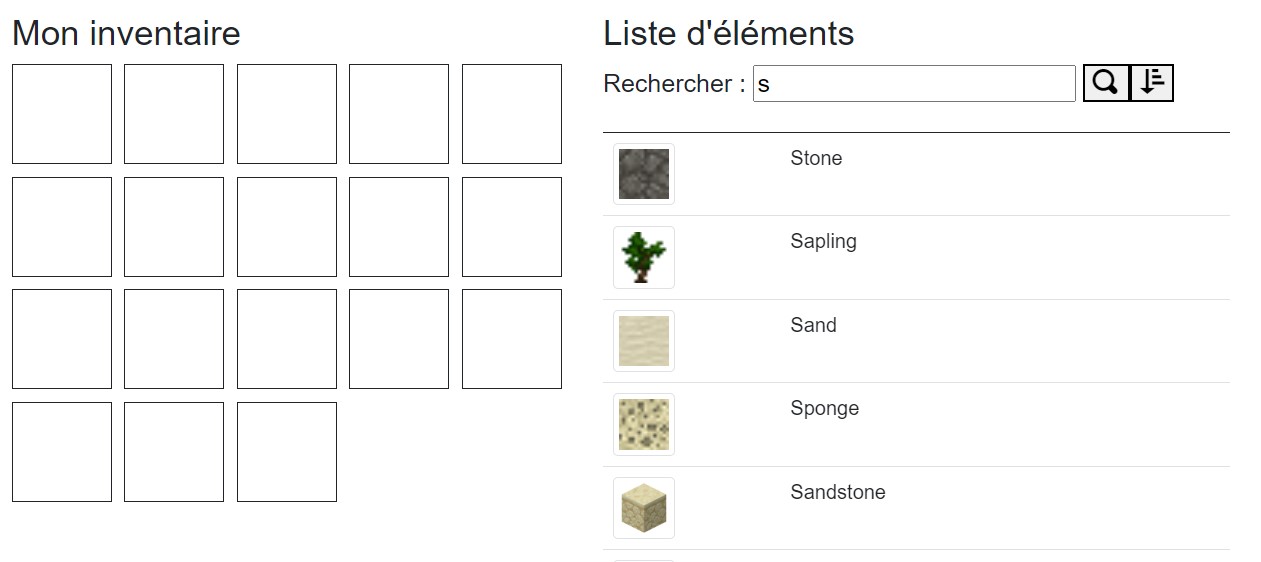 Mon inventaire
Liste d'éléments
Rechercher : s
Stone
Sapling
Sand
Sponge
Sandstone